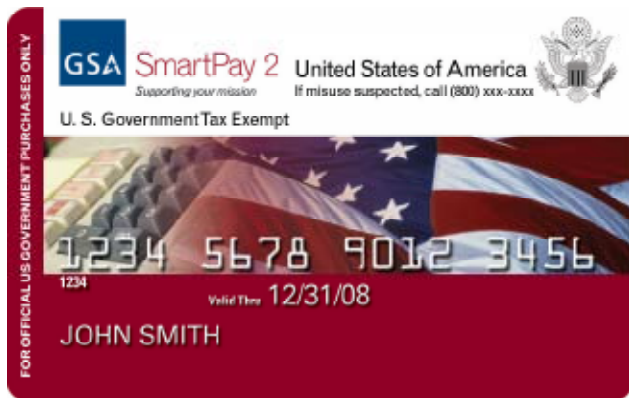 FOR OFFICIAL US GOVERNMENT PURCHASES ONLY
GSA SmartPay 2
Supporting your mission
United States of America
If misuse suspected, call (800) xxx-xxxx
U. S. Government Tax Exempt
1234 5678 9012 3456
1234
Valid Thru 12/31/08
JOHN SMITH